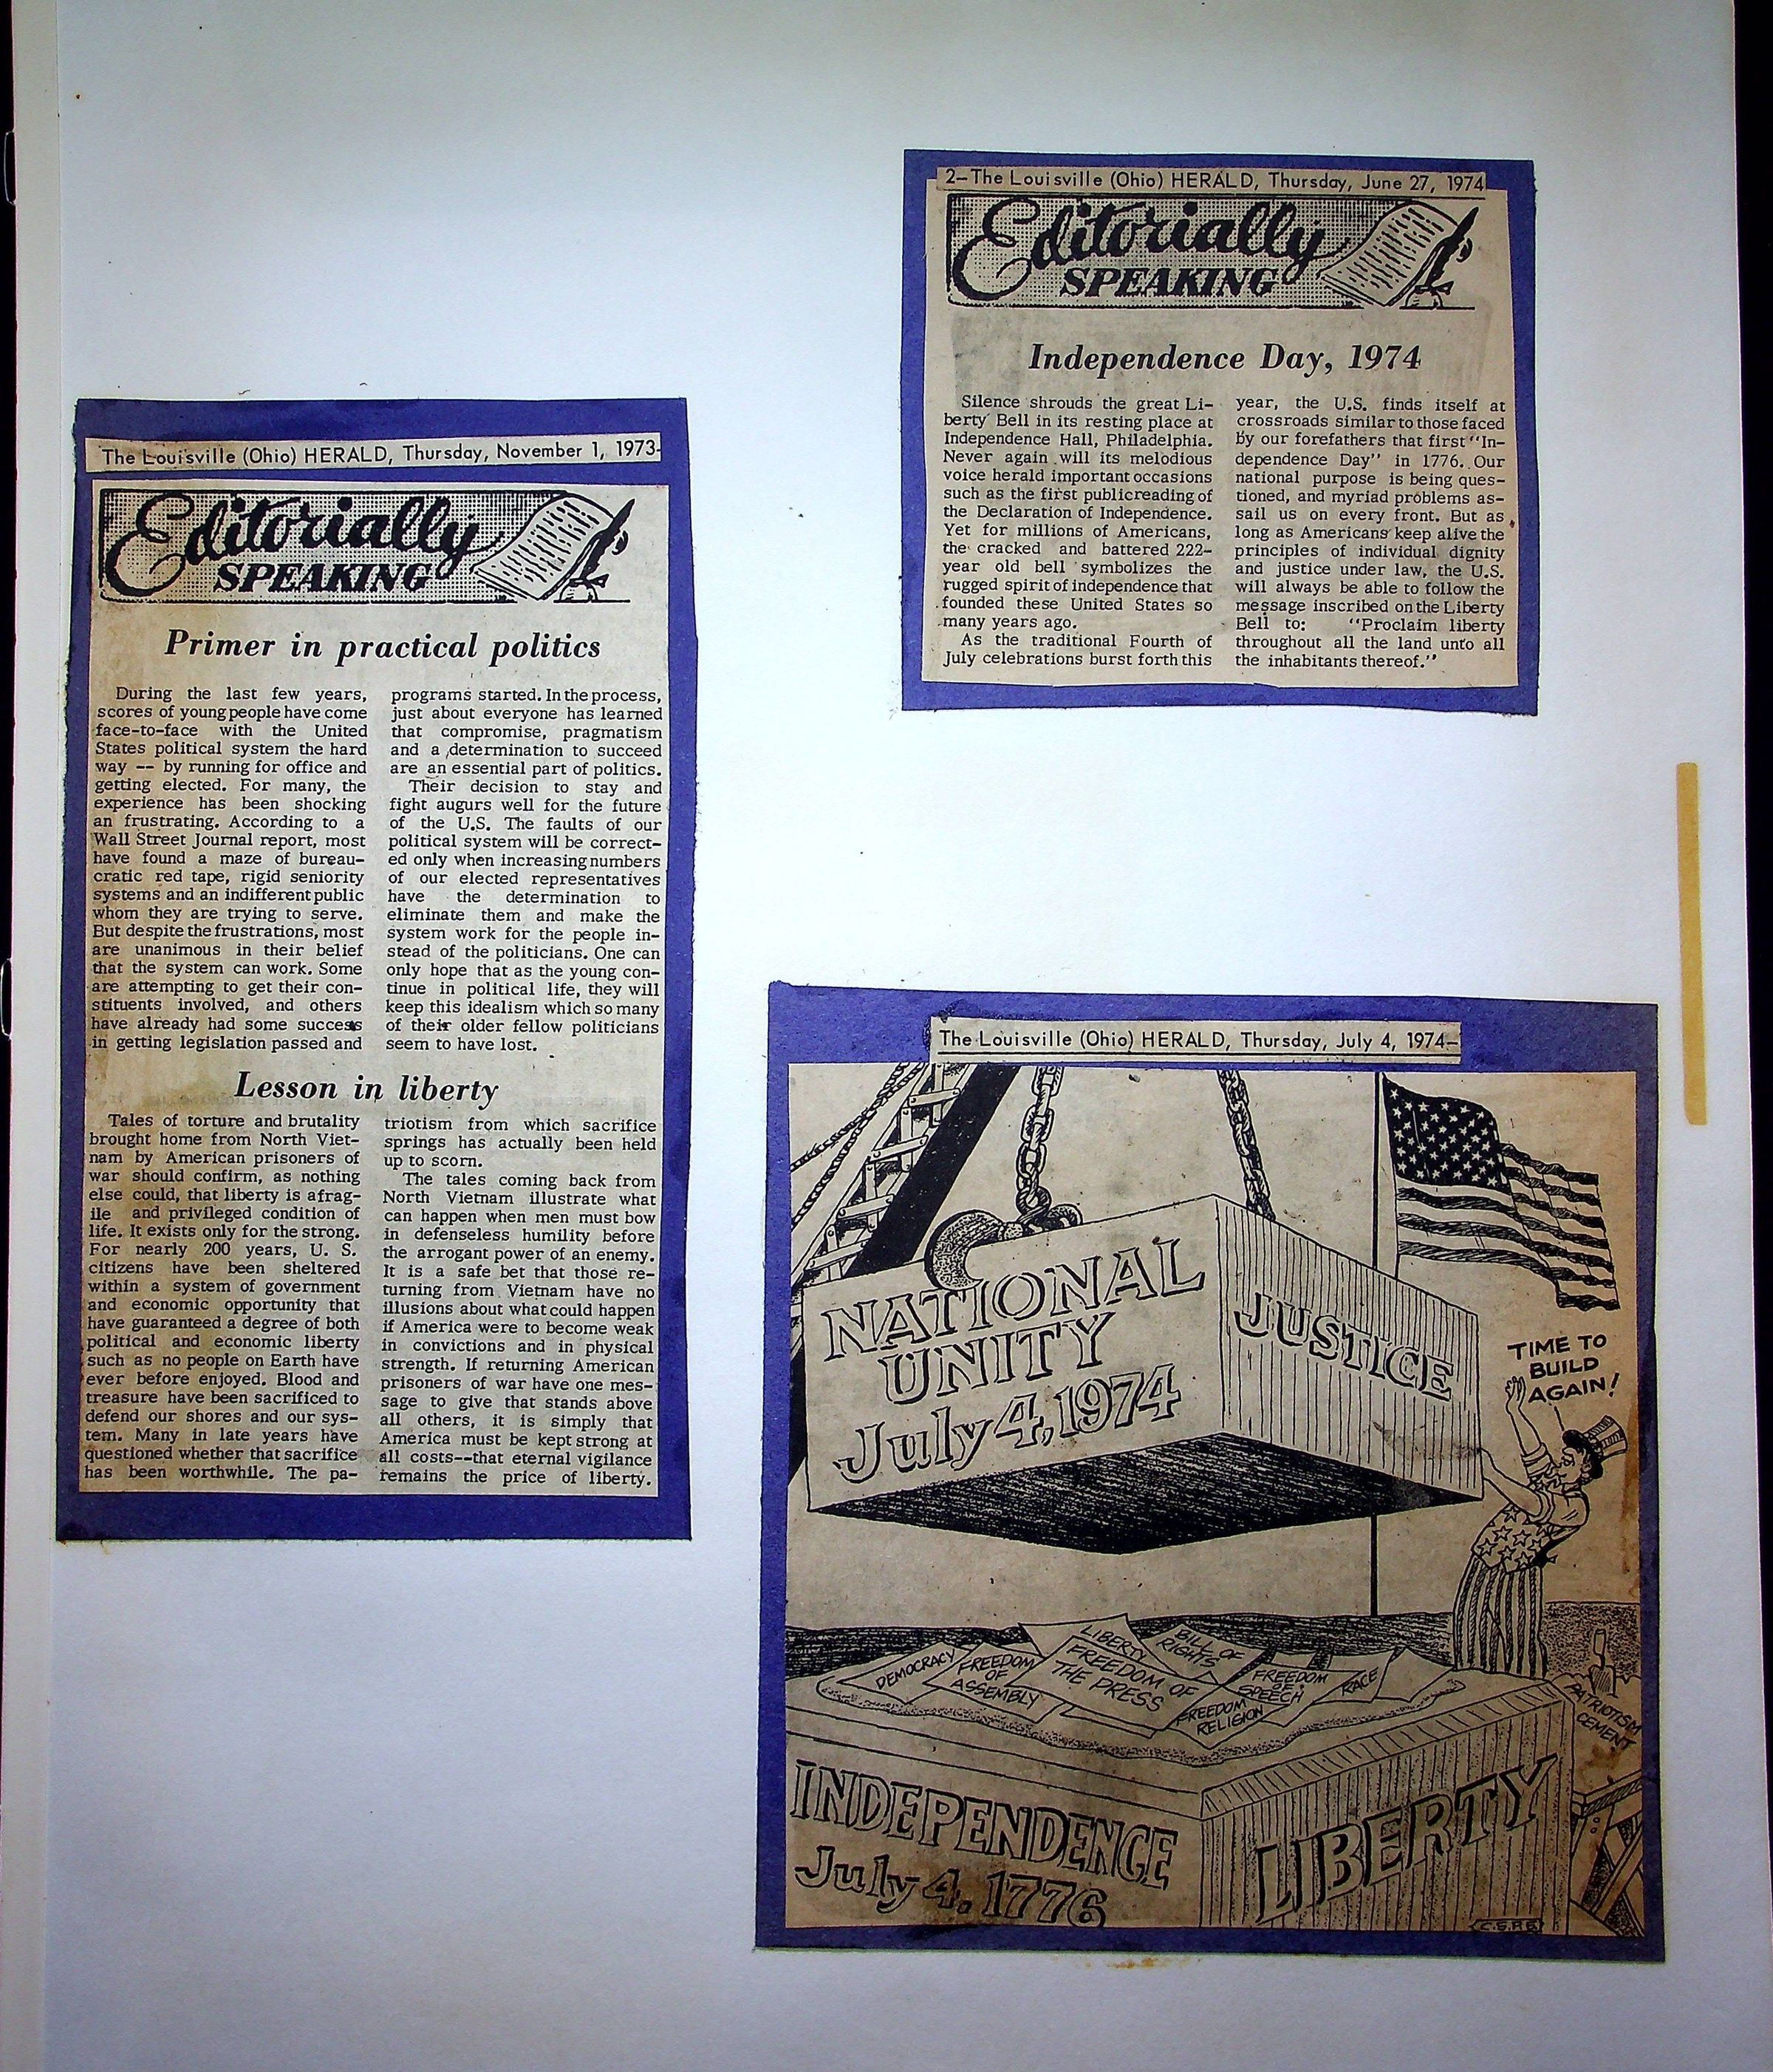 The Louisville (Ohio) HERALD, Thursday, November 1, 1973-
Editorially
SPEAKING
Primer in practical politics
During the last few years,
scores of young people have come
face-to-face with the United
States political system the hard
way -- by running for office and
getting elected. For many, the
experience has been shocking
an frustrating. According to a
Wall Street Journal report, most
have found a maze of bureau-
cratic red tape, rigid seniority
systems and an indifferent public
whom they are trying to serve.
But despite the frustrations, most
are unanimous in their belief
that the system can work. Some
are attempting to get their con-
stituents involved, and others
have already had some success
in getting legislation passed and
programs started. In the process,
just about everyone has learned
that compromise, pragmatism
and a determination to succeed
are an essential part of politics.
Their decision to stay and
fight augurs well for the future
of the U.S. The faults of our
political system will be correct-
ed only when increasing numbers
of our elected representatives
have the determination to
eliminate them and make the
system work for the people in-
stead of the politicians. One can
only hope that as the young con-
tinue in political life, they will
keep this idealism which so many
of their older fellow politicians
seem to have lost.
Lesson in liberty
Tales of torture and brutality
brought home from North Viet-
nam by American prisoners of
war should confirm, as nothing
else could, that liberty is a frag-
ile and privileged condition of
life. It exists only for the strong.
For nearly 200 years, U. S.
citizens have been sheltered
within a system of government
and economic opportunity that
have guaranteed a degree of both
political and economic liberty
such as no people on Earth have
ever before enjoyed. Blood and
treasure have been sacrificed to
defend our shores and our sys-
tem. Many in late years have
questioned whether that sacrifice
has been worthwhile. The pa-
triotism from which sacrifice
springs has actually been held
up to scorn.
The tales coming back from
North Vietnam illustrate what
can happen when men must bow
in defenseless humility before
the arrogant power of an enemy.
It is a safe bet that those re-
turning from Vietnam have no
illusions about what could happen
if America were to become weak
in convictions and in physical
strength. If returning American
prisoners of war have one mes-
sage to give that stands above
all others, it is simply that
America must be kept strong at
all costs--that eternal vigilance
remains the price of liberty.
2-The Louisville (Ohio) HERALD, Thursday, June 27, 1974
Editorially
SPEAKING
Independence Day, 1974
Silence shrouds the great Li-
berty Bell in its resting place at
Independence Hall, Philadelphia.
Never again will its melodious
voice herald important occasions
such as the first public reading of
the Declaration of Independence.
Yet for millions of Americans,
the cracked and battered 222-
year old bell symbolizes the
rugged spirit of independence that
founded these United States so
many years ago.
As the traditional Fourth of
July celebrations burst forth this
year, the U.S. finds itself at
crossroads similar to those faced
by our forefathers that first "In-
dependence Day" in 1776. Our
national purpose is being ques-
tioned, and myriad problems as-
sail us on every front. But as
long as Americans keep alive the
principles of individual dignity
and justice under law, the U.S.
will always be able to follow the
message inscribed on the Liberty
Bell to: "Proclaim liberty
throughout all the land unto all
the inhabitants thereof."
The Louisville (Ohio) HERALD, Thursday, July 4, 1974-
NATIONAL
UNITY
July 4, 1974
JUSTICE
TIME TO
BUILD
AGAIN!
DEMOCRACY
FREEDOM
OF
ASSEMBLY
LIBERTY
FREEDOM OF
THE PRESS
BILL OF
RIGHTS
FREEDOM
RELIGION
FREEDOM
OF
SPEECH
RACE
PATRIOTISM
CEMENT
INDEPENDENCE
July 4, 1776
LIBERTY